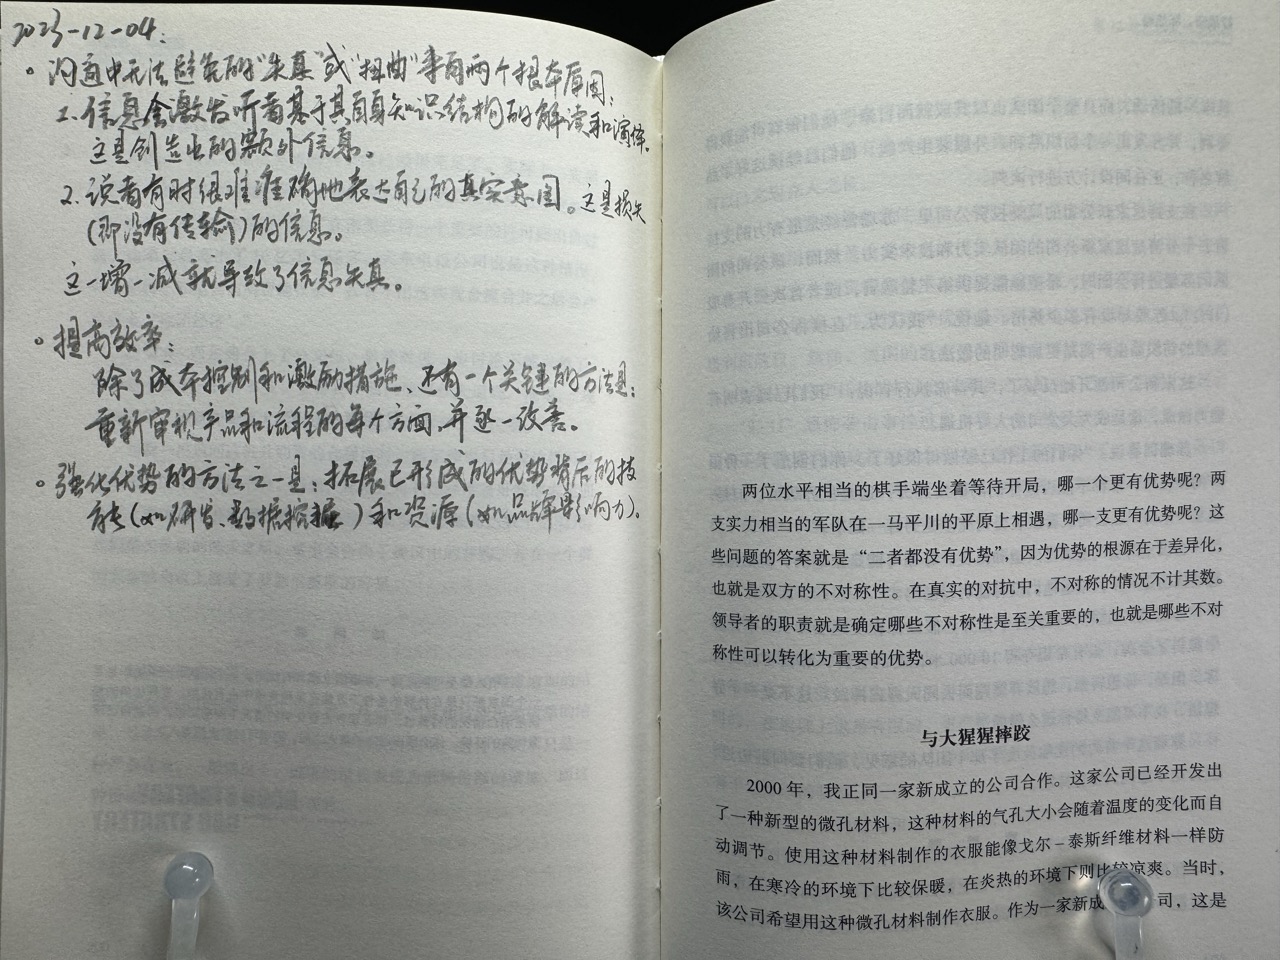 2023-12-04:
• 沟通中无法避免的"失真"或"扭曲"来自两个根本原因:
1. 信息会激发听者基于其自身知识结构的解读和演绎。
这是创造出的额外信息。
2. 说者有时很难准确地表达自己的真实意图。这是损失
(即没有传输)的信息。
这一增一减就导致了信息失真。
• 提高效率:
除了成本控制和激励措施、还有一个关键的方法是:
重新审视产品和流程的每个方面,并逐一改善。
• 强化优势的方法之一是:拓展已形成的优势背后的技
能(如研发、数据挖掘)和资源(如品牌影响力)。
两位水平相当的棋手端坐着等待开局,哪一个更有优势呢?两
支实力相当的军队在一马平川的平原上相遇,哪一支更有优势呢?这
些问题的答案就是“二者都没有优势”,因为优势的根源在于差异化,
也就是双方的不对称性。在真实的对抗中,不对称的情况不计其数。
领导者的职责就是确定哪些不对称性是至关重要的,也就是哪些不对
称性可以转化为重要的优势。
与大猩猩摔跤
2000 年,我正同一家新成立的公司合作。这家公司已经开发出
了一种新型的微孔材料,这种材料的气孔大小会随着温度的变化而自
动调节。使用这种材料制作的衣服能像戈尔–泰斯纤维材料一样防
雨,在寒冷的环境下比较保暖,在炎热的环境下则比较凉爽。当时,
该公司希望用这种微孔材料制作衣服。作为一家新成 司,这是